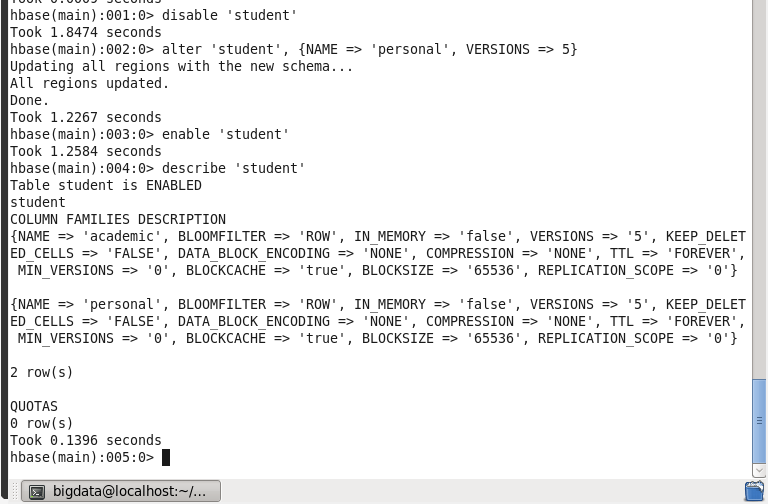 Took 0.6609 seconds
hbase(main):001:0> disable 'student'
Took 1.8474 seconds
hbase(main):002:0> alter 'student', {NAME => 'personal', VERSIONS => 5}
Updating all regions with the new schema...
All regions updated.
Done.
Took 1.2267 seconds
hbase(main):003:0> enable 'student'
Took 1.2584 seconds
hbase(main):004:0> describe 'student'
Table student is ENABLED
student
COLUMN FAMILIES DESCRIPTION
{NAME => 'academic', BLOOMFILTER => 'ROW', IN_MEMORY => 'false', VERSIONS => '5', KEEP_DELET
ED_CELLS => 'FALSE', DATA_BLOCK_ENCODING => 'NONE', COMPRESSION => 'NONE', TTL => 'FOREVER',
MIN_VERSIONS => '0', BLOCKCACHE => 'true', BLOCKSIZE => '65536', REPLICATION_SCOPE => '0'}
{NAME => 'personal', BLOOMFILTER => 'ROW', IN_MEMORY => 'false', VERSIONS => '5', KEEP_DELET
ED_CELLS => 'FALSE', DATA_BLOCK_ENCODING => 'NONE', COMPRESSION => 'NONE', TTL => 'FOREVER',
MIN_VERSIONS => '0', BLOCKCACHE => 'true', BLOCKSIZE => '65536', REPLICATION_SCOPE => '0'}
2 row(s)
QUOTAS
0 row(s)
Took 0.1396 seconds
hbase(main):005:0>
bigdata@localhost:~/...